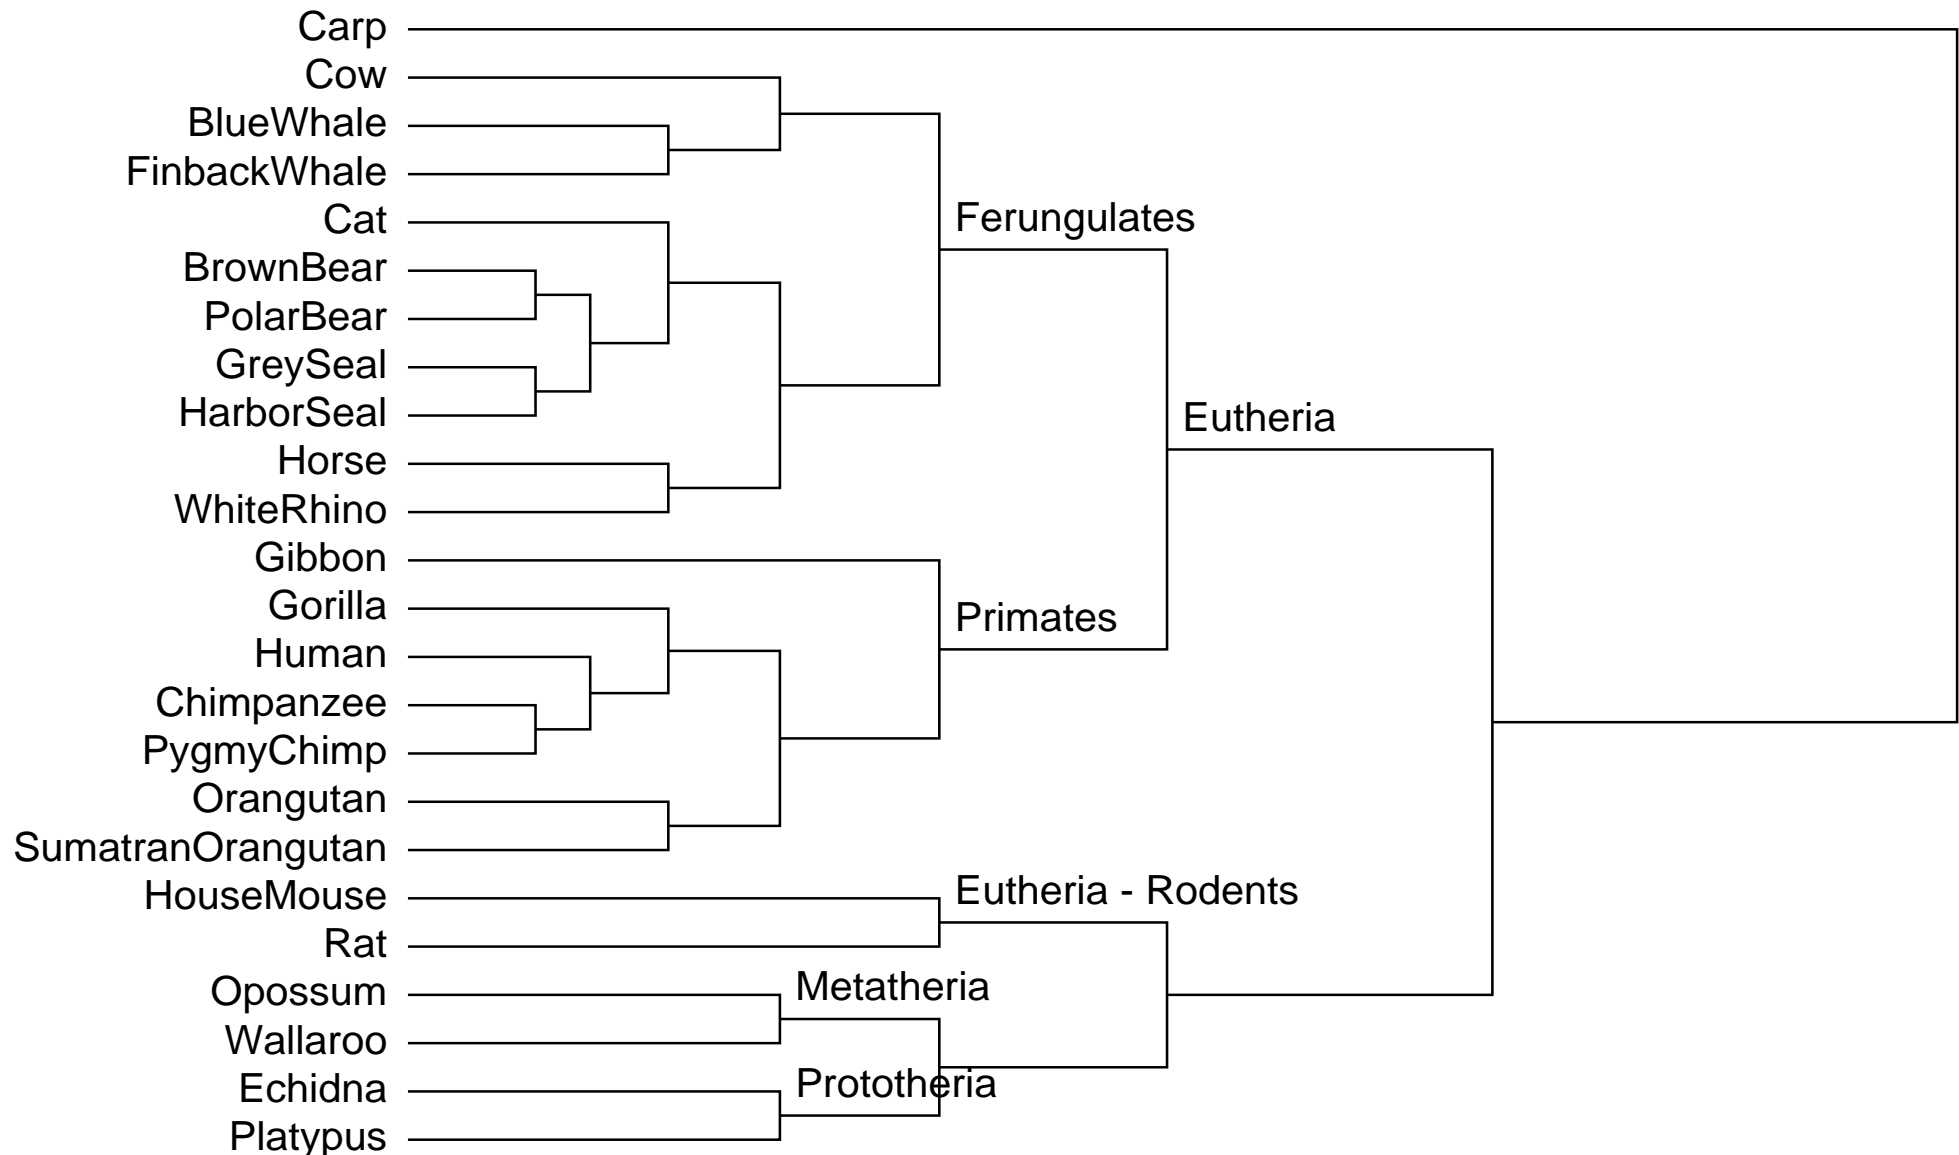 Carp
Cow
BlueWhale
FinbackWhale
Cat
Ferungulates
BrownBear
PolarBear
GreySeal
HarborSeal
Eutheria
Horse
WhiteRhino
Gibbon
Gorilla
Primates
Human
Chimpanzee
PygmyChimp
Orangutan
SumatranOrangutan
HouseMouse
Eutheria - Rodents
Rat
Opossum
Metatheria
Wallaroo
Echidna
Prototheria
Platypus